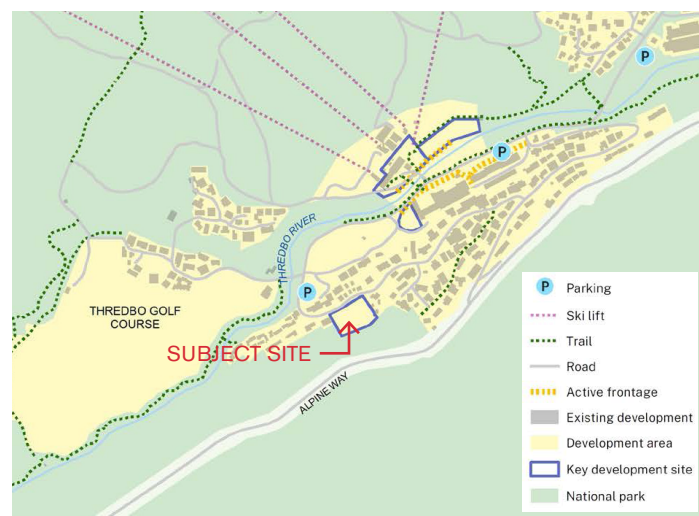 P
P
THREDBO RIVER
P
THREDBO GOLF
COURSE
SUBJECT SITE
ALPINE WAY
P Parking
Ski lift
Trail
Road
Active frontage
Existing development
Development area
Key development site
National park